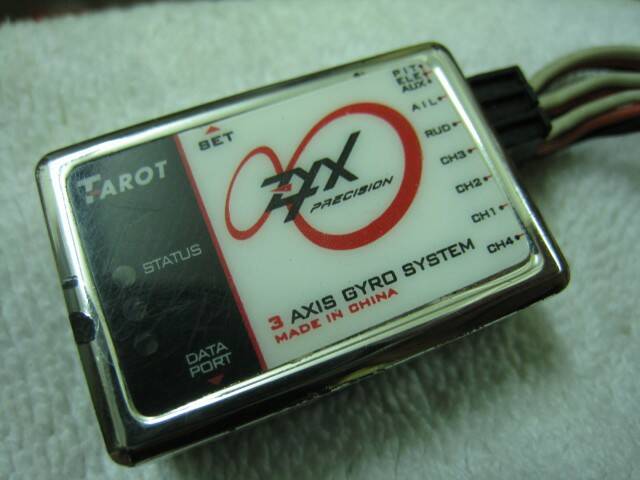 TAROT
STATUS
DATA
PORT
SET
ZYX
PRECISION
3 AXIS GYRO SYSTEM
MADE IN CHINA
PIT
ELE
AUX
AIL
RUD
CH3
CH2
CH1
CH4